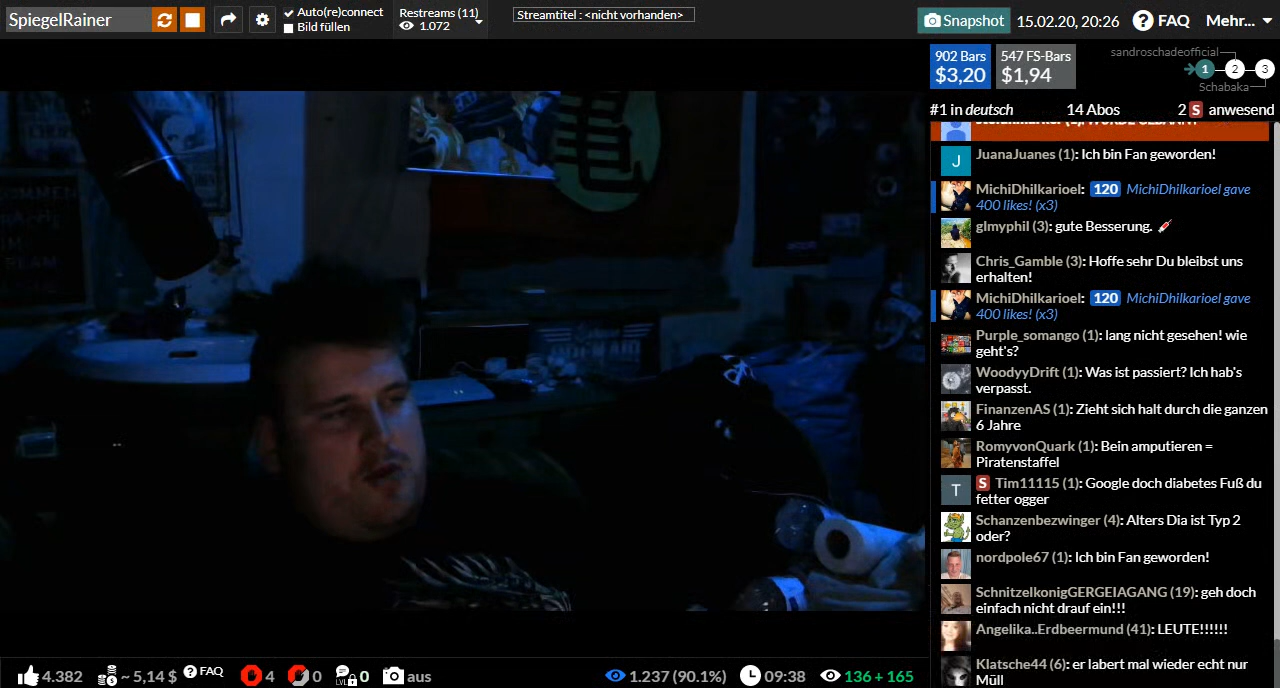 SpiegelRainer
Auto(re)connect
Bild füllen
Restreams (11)
1.072
Streamtitel : <nicht vorhanden>
Snapshot
15.02.20, 20:26
FAQ
Mehr...
902 Bars
$3,20
547 FS-Bars
$1,94
sandroschadeofficial
1 2 3
Schabaka
#1 in deutsch
14 Abos
2 S anwesend
JuanaJuanes (1): Ich bin Fan geworden!
MichiDhilkarioel: 120 MichiDhilkarioel gave
400 likes! (x3)
glmyphil (3): gute Besserung.
Chris_Gamble (3): Hoffe sehr Du bleibst uns
erhalten!
MichiDhilkarioel: 120 MichiDhilkarioel gave
400 likes! (x3)
Purple_somango (1): lang nicht gesehen! wie
geht's?
WoodyyDrift (1): Was ist passiert? Ich hab's
verpasst.
FinanzenAS (1): Zieht sich halt durch die ganzen
6 Jahre
RomyvonQuark (1): Bein amputieren =
Piratenstaffel
S Tim11115 (1): Google doch diabetes Fuß du
fetter ogger
Schanzenbezwinger (4): Alters Dia ist Typ 2
oder?
nordpole67 (1): Ich bin Fan geworden!
SchnitzelkonigGERGEIAGANG (19): geh doch
einfach nicht drauf ein!!!
Angelika..Erdbeermund (41): LEUTE!!!!!!
Klatsche44 (6): er labert mal wieder echt nur
Müll
J
T
4.382
~ 5,14 $
FAQ
4
0
LVL
0
aus
1.237 (90.1%)
09:38
136 + 165